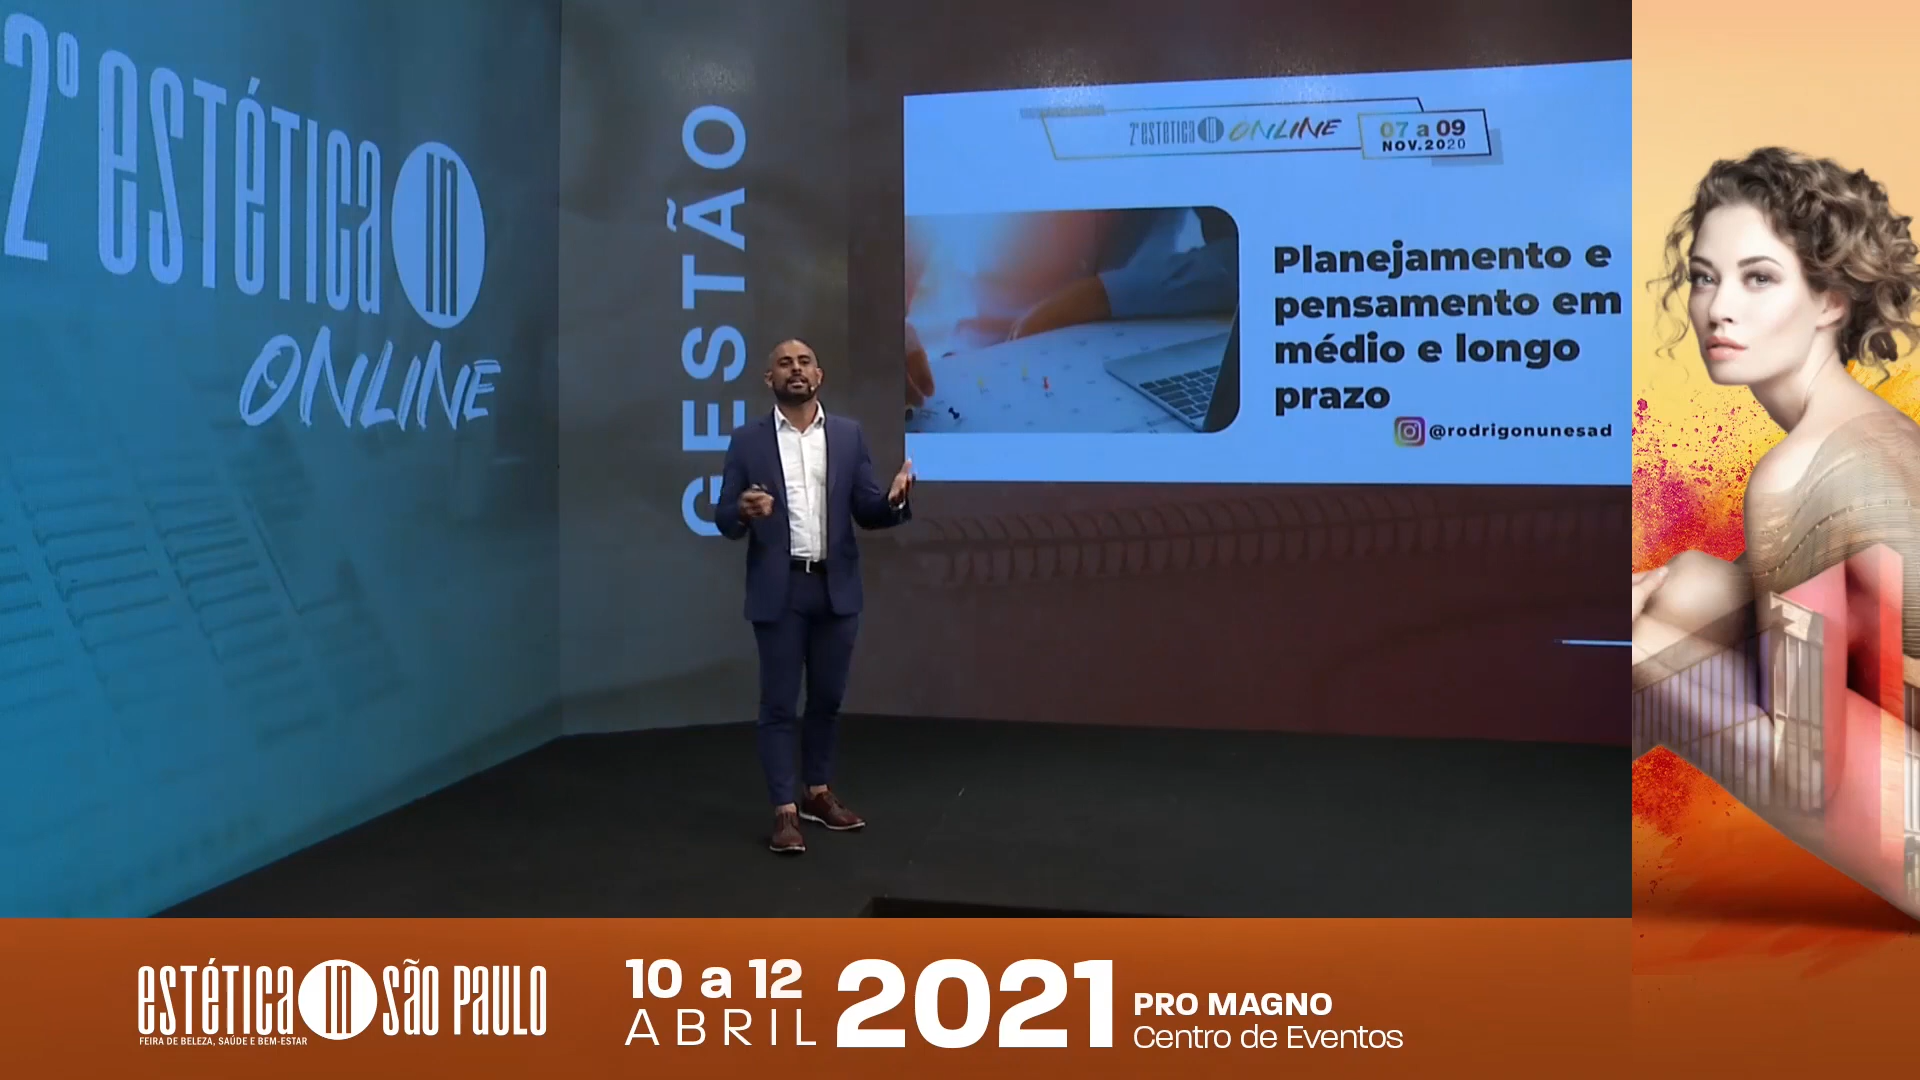 2º estética in
ONLINE
GESTÃO
2º estética in ONLINE
07 a 09
NOV.2020
Planejamento e
pensamento em
médio e longo
prazo
@rodrigonunesad
estética in são paulo
FEIRA DE BELEZA, SAÚDE E BEM-ESTAR
10 a 12
ABRIL
2021
PRO MAGNO
Centro de Eventos